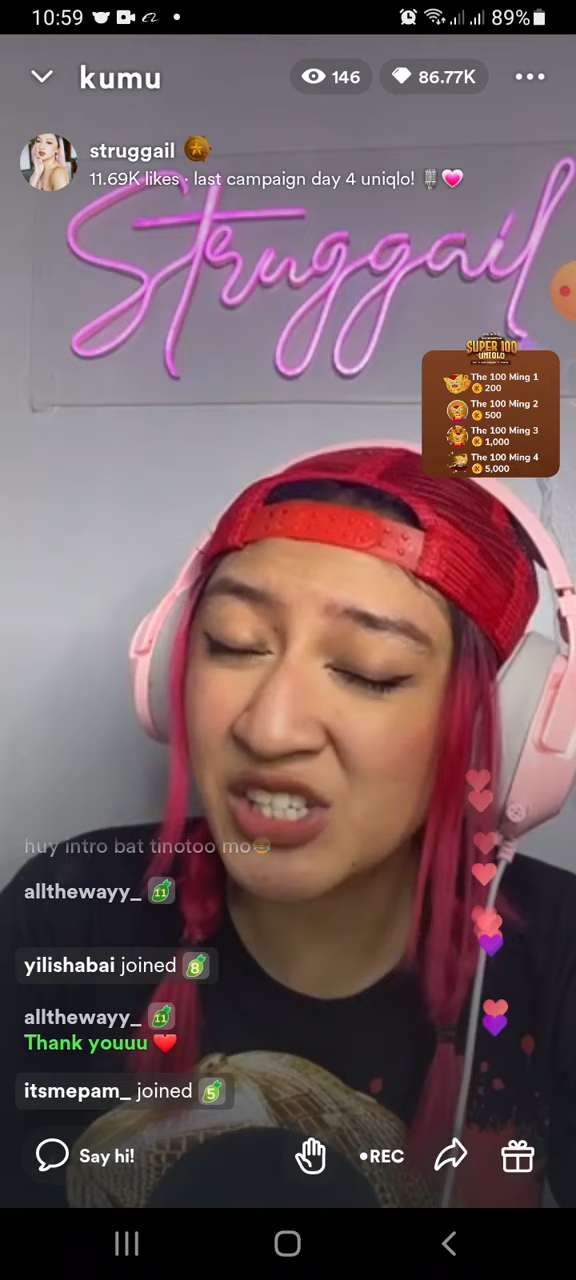 10:59
89%
kumu
146
86.77K
struggail
11.69K likes · last campaign day 4 uniqlo! 🎙️💗
Struggail
SUPER 100
UNIQLO
The 100 Ming 1
200
The 100 Ming 2
500
The 100 Ming 3
1,000
The 100 Ming 4
5,000
huy intro bat tinotoo mo😂
allthewayy_ 11
yilishabai joined 8
allthewayy_ 11
Thank youuu ❤️
itsmepam_ joined 5
Say hi!
•REC